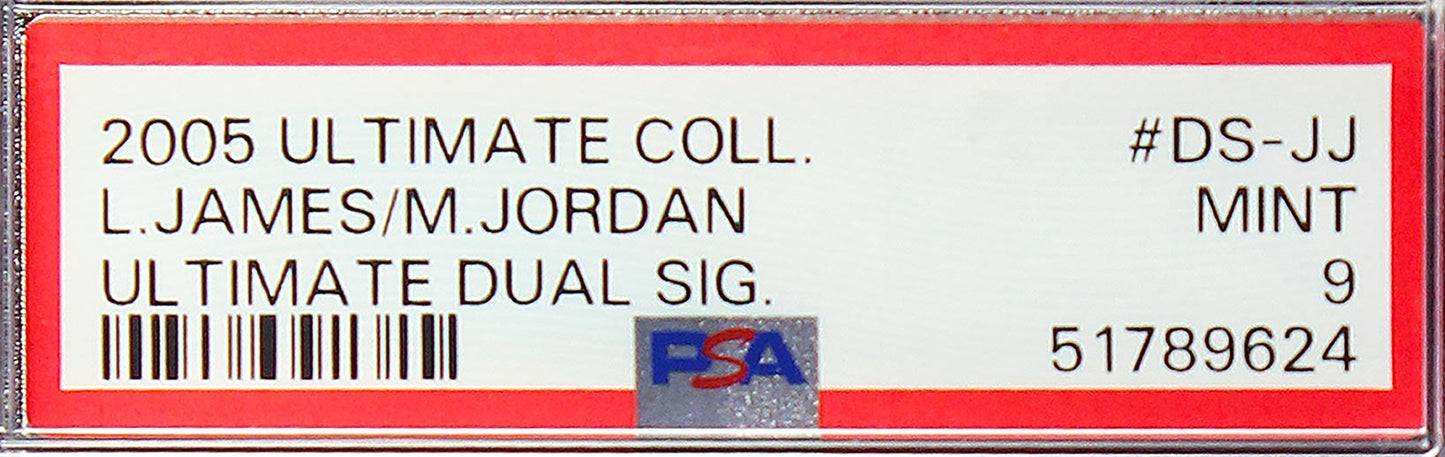 2005 ULTIMATE COLL. #DS-JJ
L.JAMES/M.JORDAN MINT
ULTIMATE DUAL SIG. 9
51789624
PSA